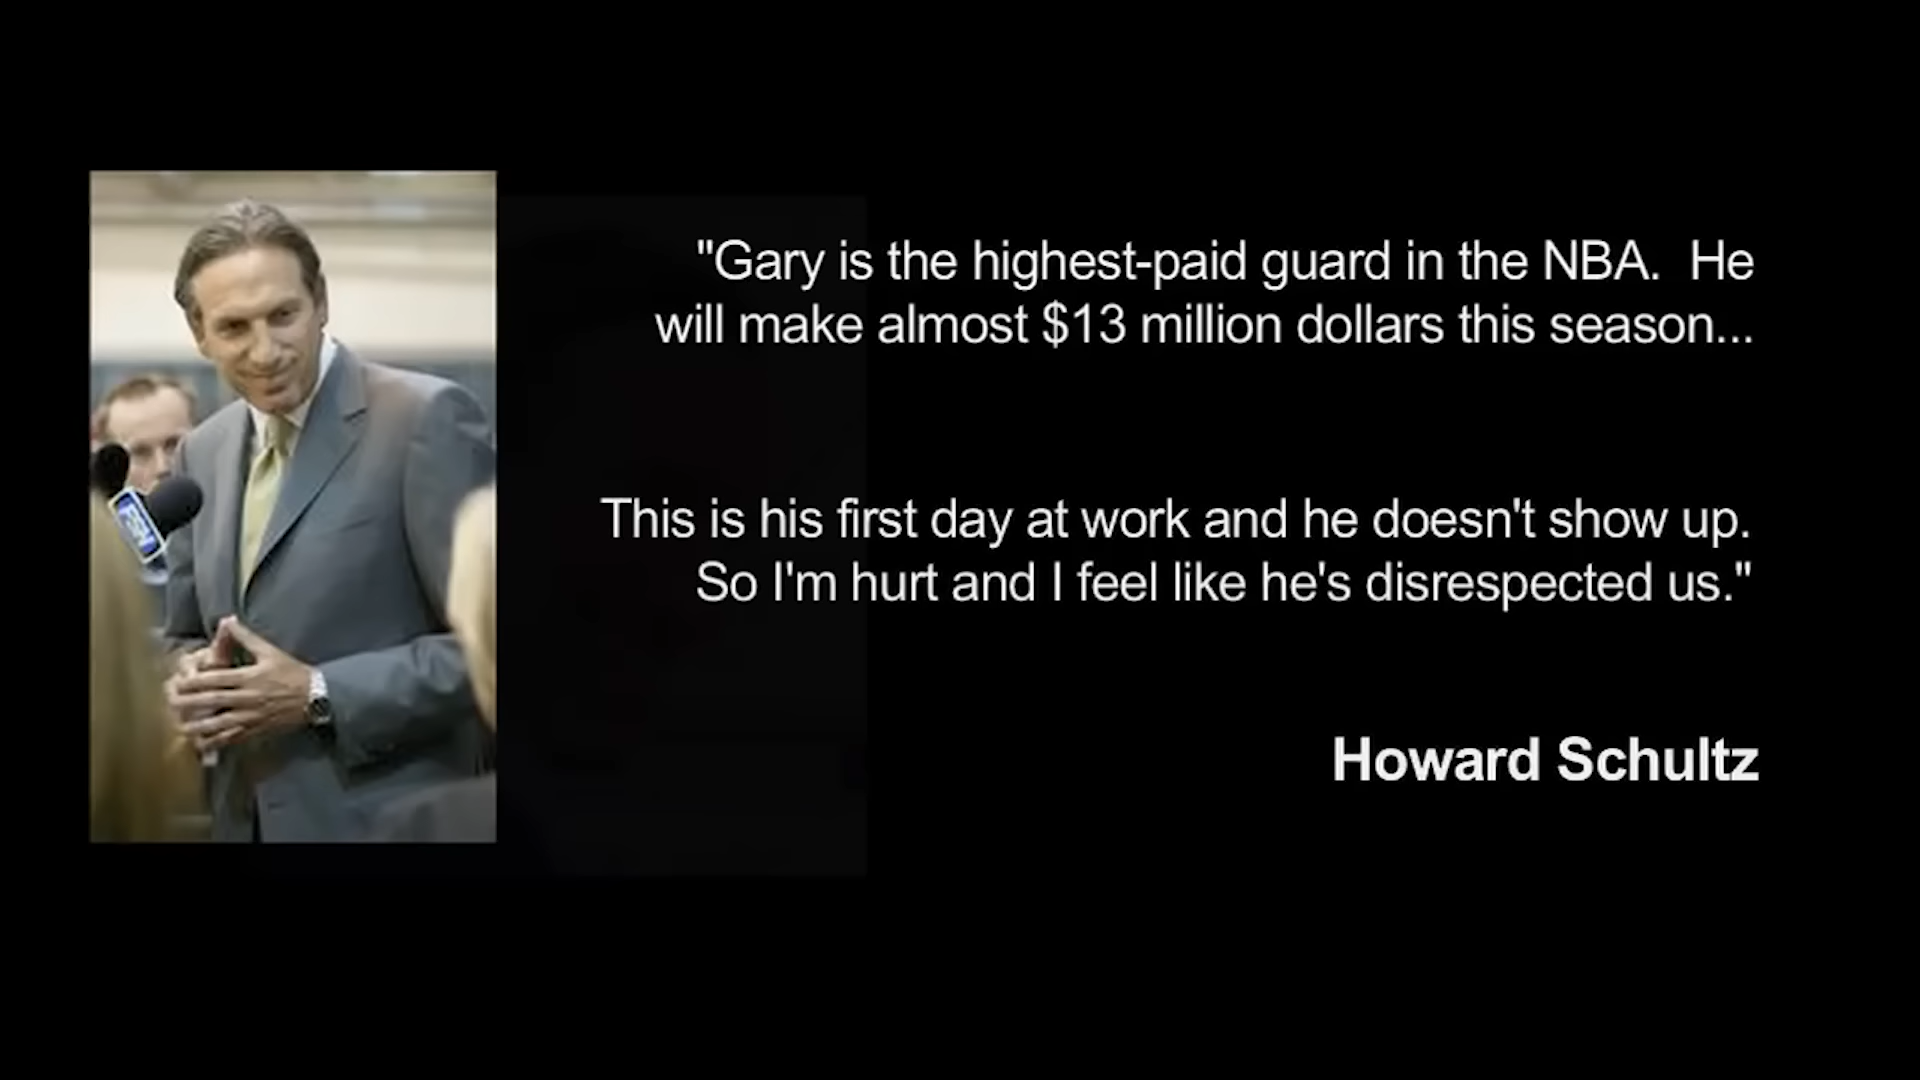 "Gary is the highest-paid guard in the NBA.  He
will make almost $13 million dollars this season...
This is his first day at work and he doesn't show up.
So I'm hurt and I feel like he's disrespected us."
Howard Schultz
FSN